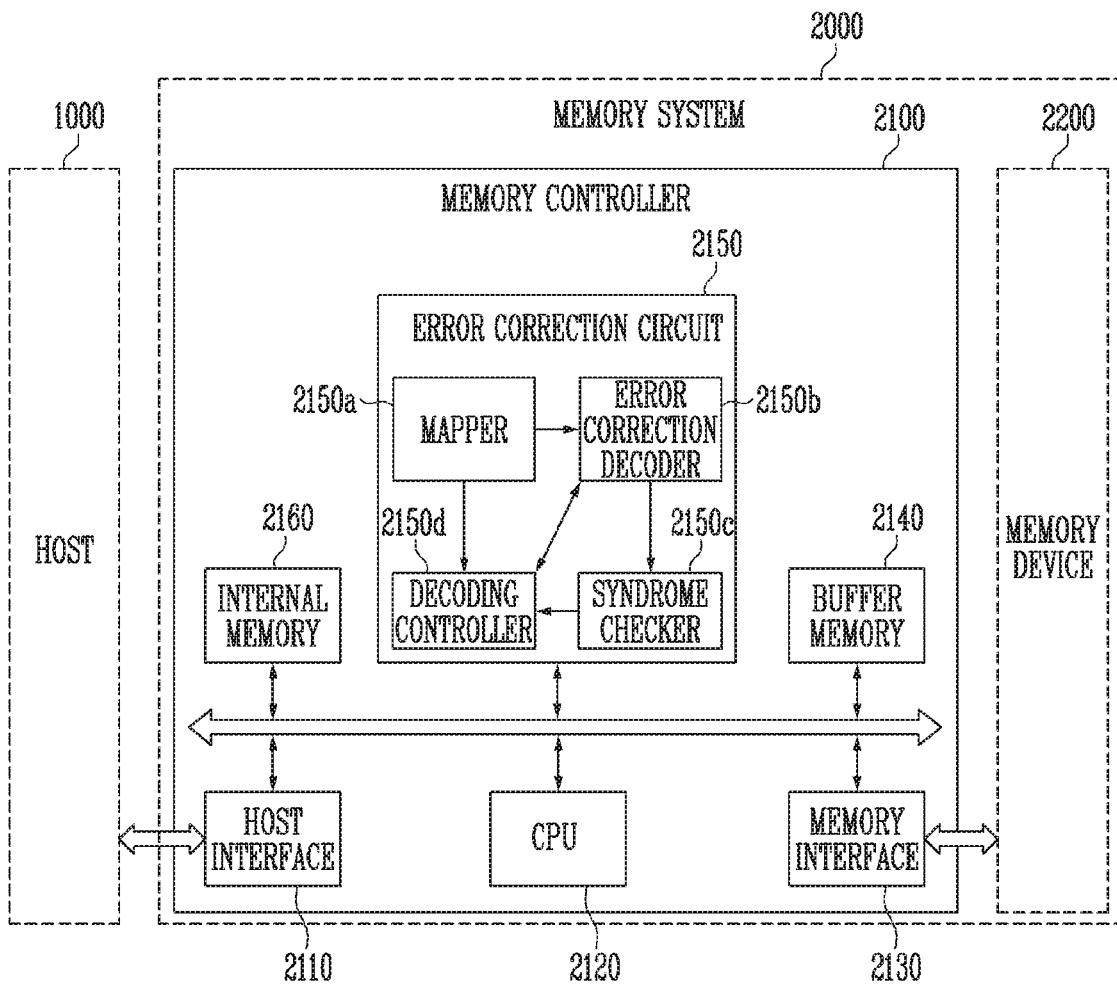 2000
MEMORY SYSTEM
1000
2100
2200
MEMORY CONTROLLER
2150
ERROR CORRECTION CIRCUIT
2150a
MAPPER
ERROR
CORRECTION
DECODER
2150b
2160
2150d
2150c
2140
HOST
INTERNAL
MEMORY
DECODING
CONTROLLER
SYNDROME
CHECKER
BUFFER
MEMORY
MEMORY
DEVICE
HOST
INTERFACE
CPU
MEMORY
INTERFACE
2110
2120
2130